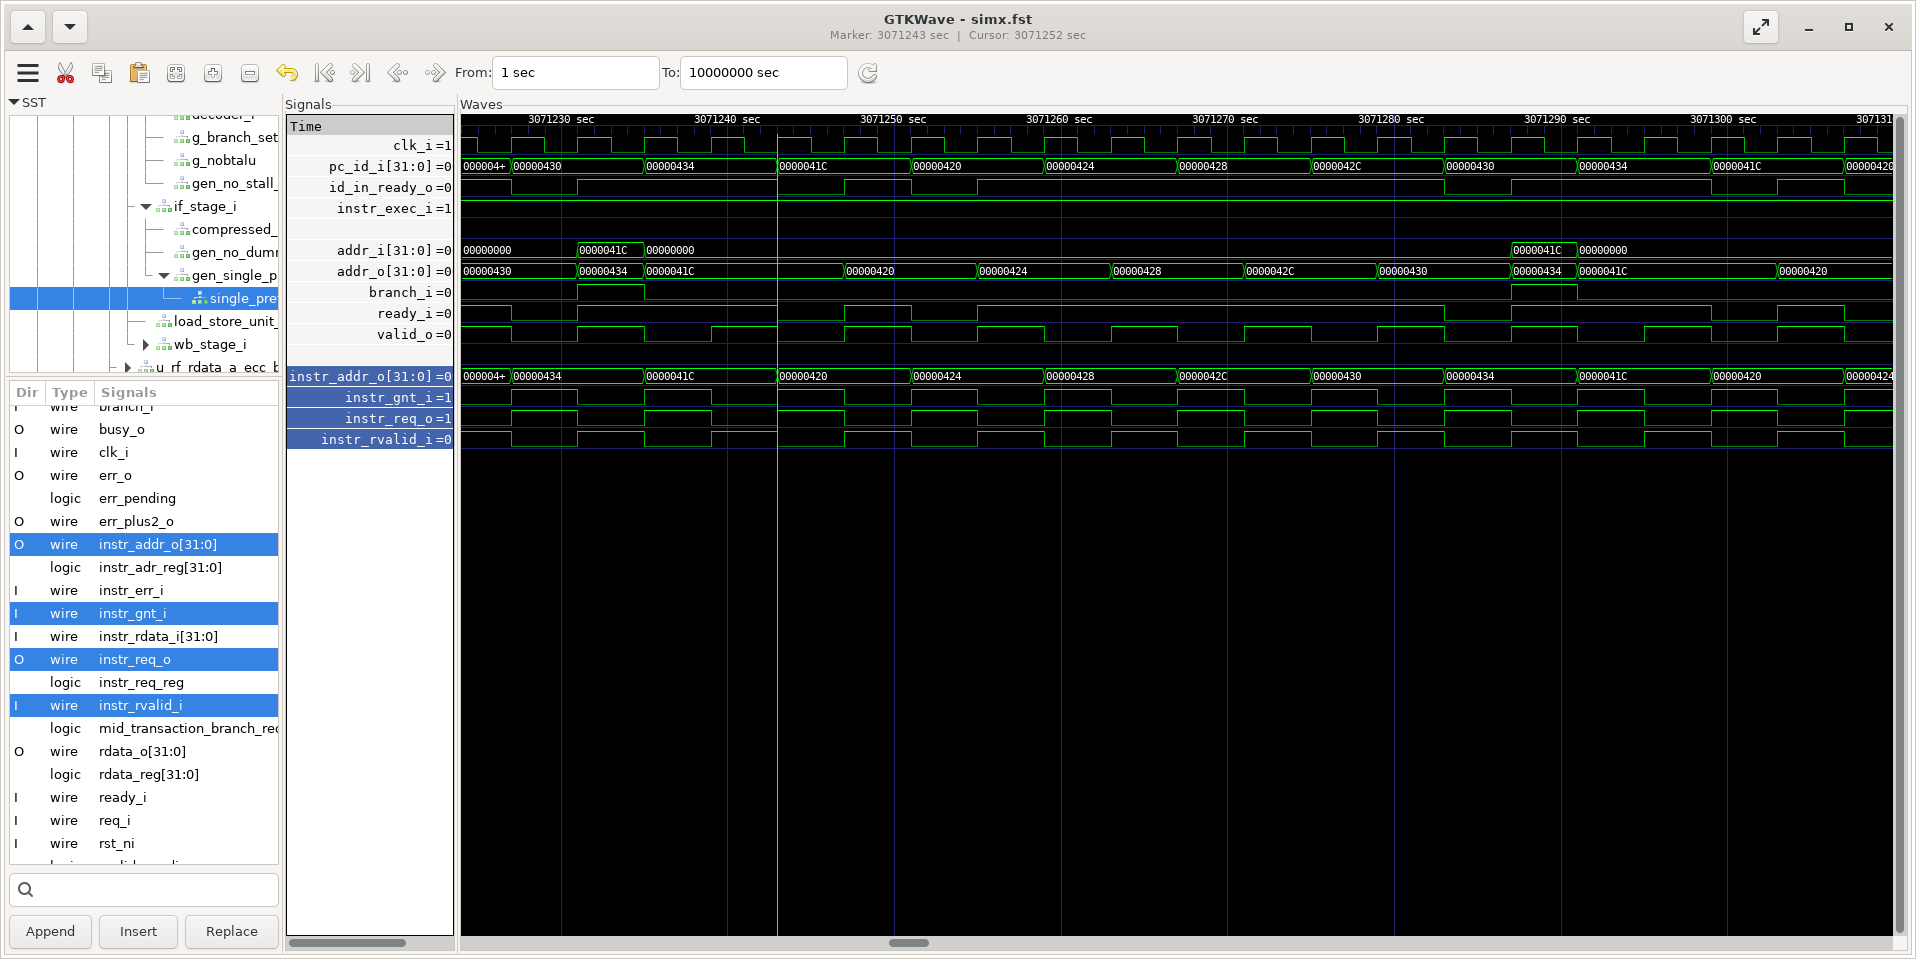 GTKWave - simx.fst
Marker: 3071243 sec | Cursor: 3071252 sec
From: 1 sec To: 10000000 sec
SST
decoder_i
g_branch_set
g_nobtalu
gen_no_stall_
if_stage_i
compressed_
gen_no_dumr
gen_single_p
single_pre
load_store_unit_
wb_stage_i
u_rf_rdata_a_ecc_b
Dir Type Signals
I wire branch_i
O wire busy_o
I wire clk_i
O wire err_o
logic err_pending
O wire err_plus2_o
O wire instr_addr_o[31:0]
logic instr_adr_reg[31:0]
I wire instr_err_i
I wire instr_gnt_i
I wire instr_rdata_i[31:0]
O wire instr_req_o
logic instr_req_reg
I wire instr_rvalid_i
logic mid_transaction_branch_rec
O wire rdata_o[31:0]
logic rdata_reg[31:0]
I wire ready_i
I wire req_i
I wire rst_ni
Append Insert Replace
Signals
Time
clk_i=1
pc_id_i[31:0]=0
id_in_ready_o=0
instr_exec_i=1
addr_i[31:0]=0
addr_o[31:0]=0
branch_i=0
ready_i=0
valid_o=0
instr_addr_o[31:0]=0
instr_gnt_i=1
instr_req_o=1
instr_rvalid_i=0
Waves
3071230 sec 3071240 sec 3071250 sec 3071260 sec 3071270 sec 3071280 sec 3071290 sec 3071300 sec 307131
000004+ 00000430 00000434 0000041C 00000420 00000424 00000428 0000042C 00000430 00000434 0000041C 00000420
00000000 0000041C 00000000 0000041C 00000000
00000430 00000434 0000041C 00000420 00000424 00000428 0000042C 00000430 00000434 0000041C 00000420
000004+ 00000434 0000041C 00000420 00000424 00000428 0000042C 00000430 00000434 0000041C 00000420 00000424